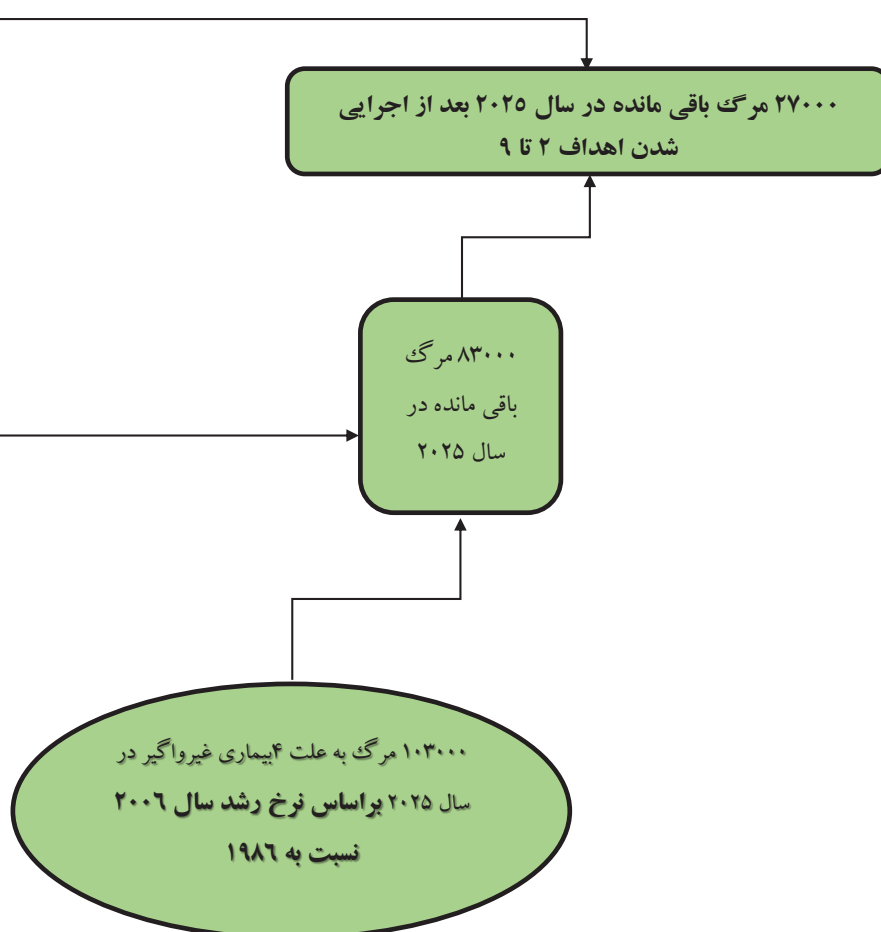 ۲۷۰۰۰ مرگ باقی مانده در سال ۲۰۲۵ بعد از اجرایی
شدن اهداف ۲ تا ۹
۸۳۰۰۰ مرگ
باقی مانده در
سال ۲۰۲۵
۱۰۳۰۰۰ مرگ به علت ۴بیماری غیرواگیر در
سال ۲۰۲۵ براساس نرخ رشد سال ۲۰۰۶
نسبت به ۱۹۸۶